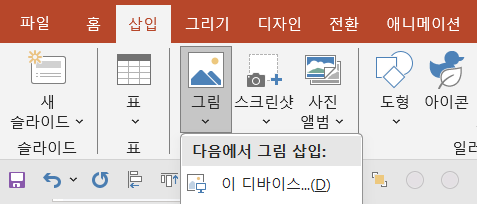 파일 홈 삽입 그리기 디자인 전환 애니메이션
새 슬라이드
표
그림
스크린샷
사진 앨범
도형
아이콘
슬라이드
표
일러
다음에서 그림 삽입:
이 디바이스...(D)